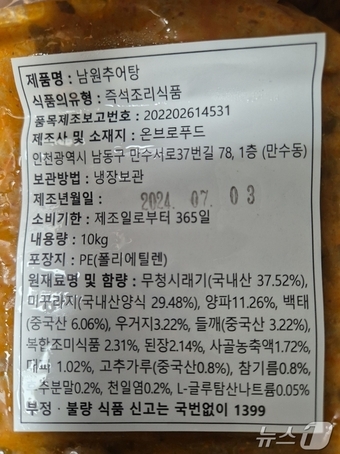 제품명 : 남원추어탕
식품의유형 : 즉석조리식품
품목제조보고번호 : 202202614531
제조사 및 소재지 : 온브로푸드
인천광역시 남동구 만수서로37번길 78, 1층 (만수동)
보관방법 : 냉장보관
제조년월일 : 2024. 07. 03
소비기한 : 제조일로부터 365일
내용량 : 10kg
포장지 : PE(폴리에틸렌)
원재료명 및 함량 : 무청시래기(국내산 37.52%),
미꾸라지(국내산양식 29.48%), 양파11.26%, 백태
(중국산 6.06%), 우거지3.22%, 들깨(중국산 3.22%),
복합조미식품 2.31%, 된장2.14%, 사골농축액1.72%,
대파 1.02%, 고추가루(중국산0.8%), 참기름0.8%,
후추분말0.2%, 천일염0.2%, L-글루탐산나트륨0.05%
부정 · 불량 식품 신고는 국번없이 1399
뉴스1